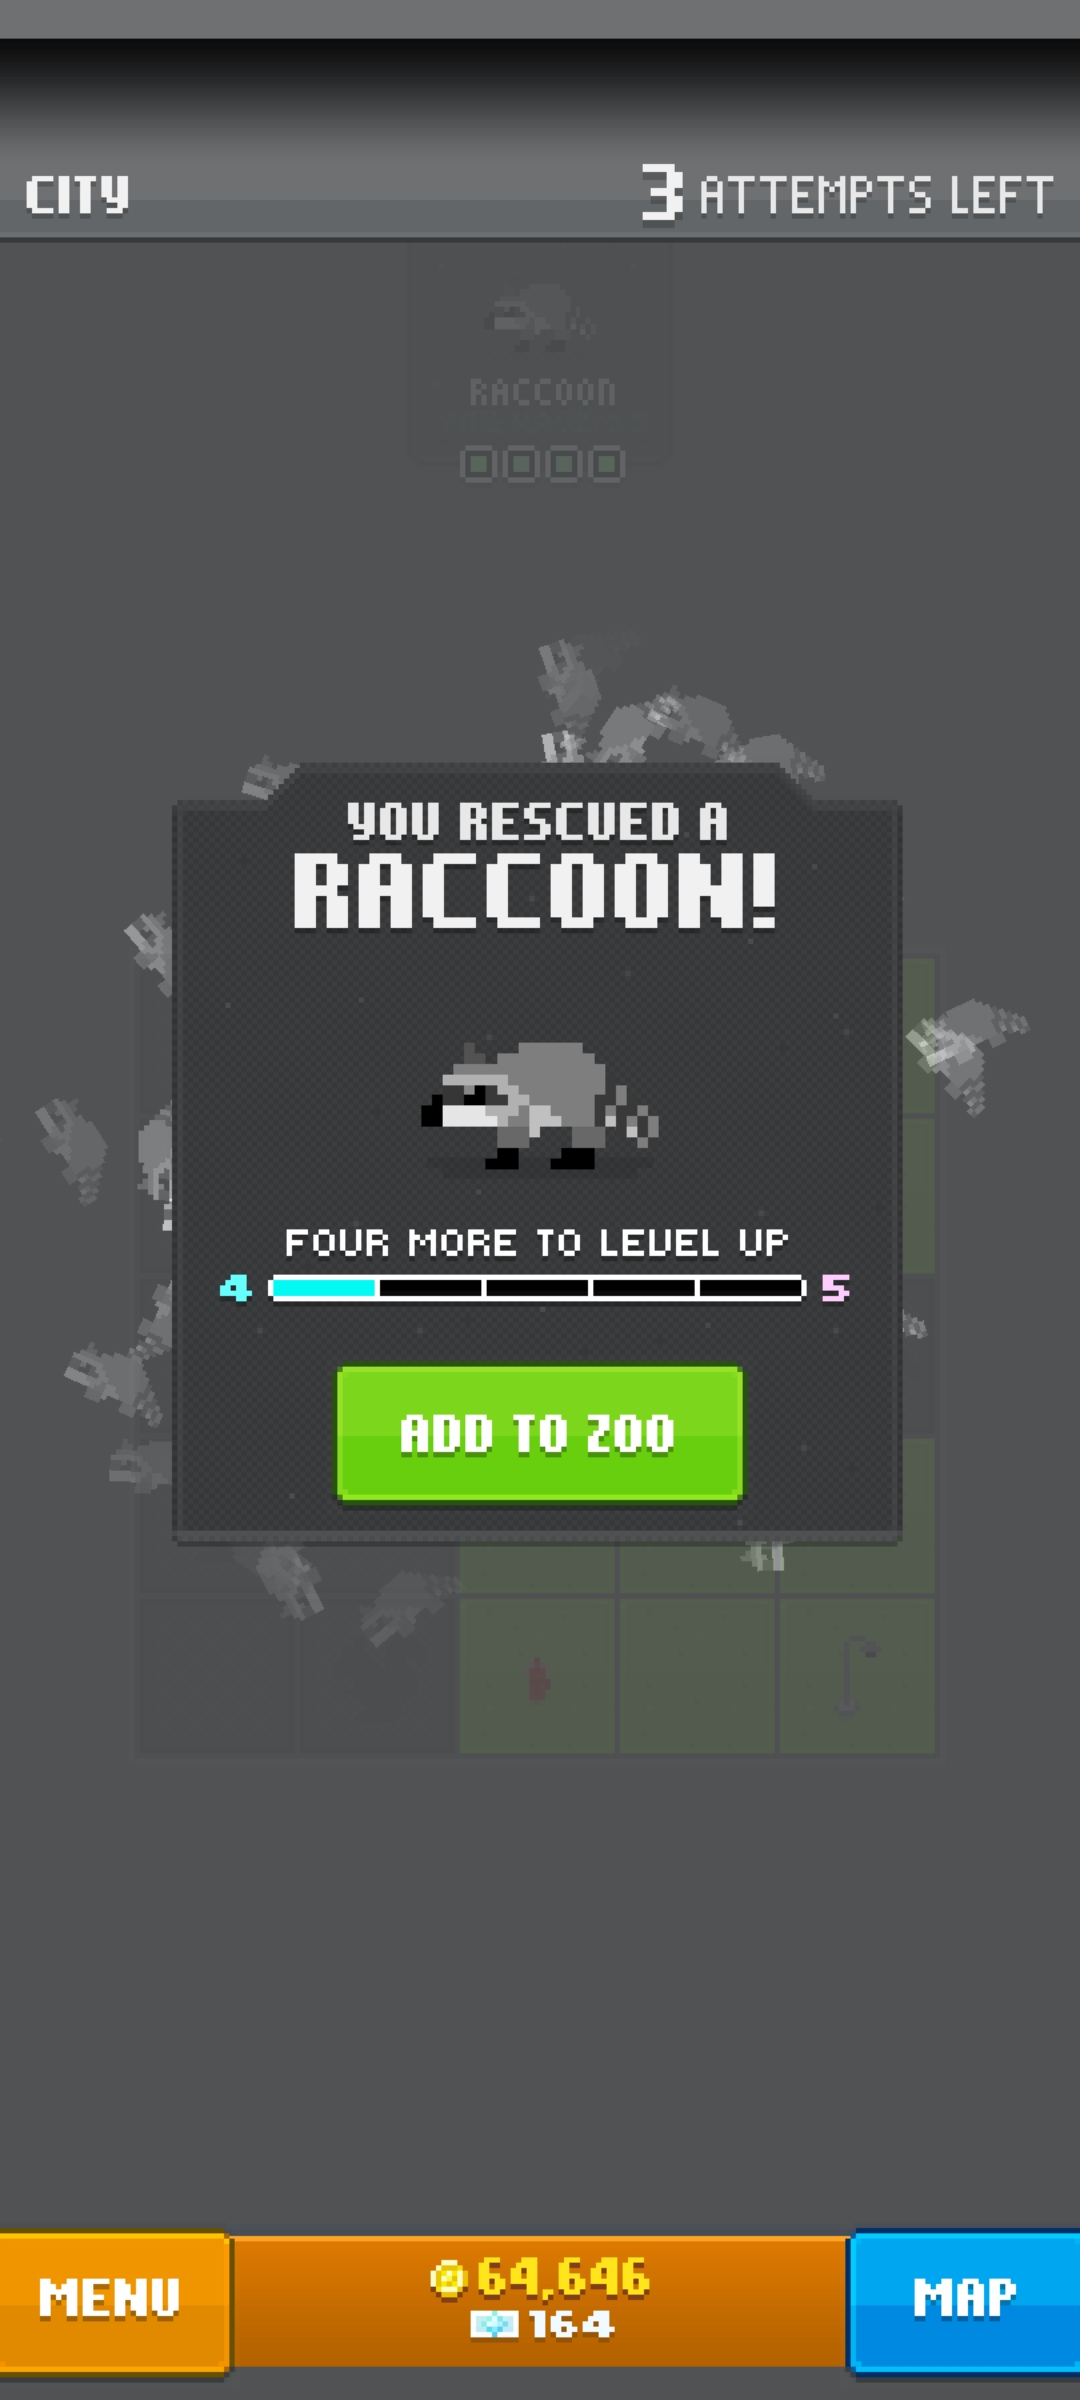 CITY
3 ATTEMPTS LEFT
RACCOON
YOU RESCUED A
RACCOON!
FOUR MORE TO LEVEL UP
4 5
ADD TO ZOO
MENU
64,646
164
MAP